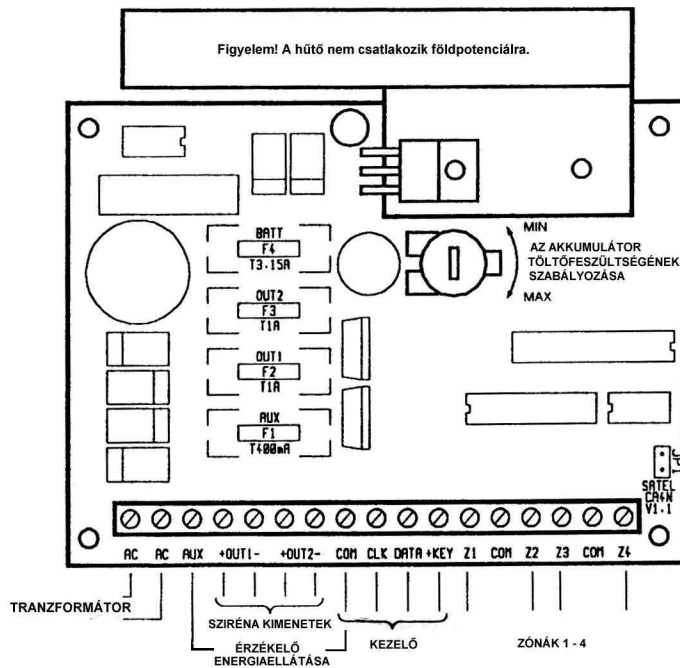 Figyelem! A hűtő nem csatlakozik földpotenciálra.
MIN
AZ AKKUMULÁTOR
TÖLTŐFESZÜLTSÉGÉNEK
SZABÁLYOZÁSA
MAX
BATT
F4
T3.15A
OUT2
F3
T1A
OUT1
F2
T1A
AUX
F1
T400mA
JP1
SATEL
CA4N
V1.1
AC AC AUX +OUT1- +OUT2- COM CLK DATA +KEY Z1 COM Z2 Z3 COM Z4
TRANZFORMÁTOR
SZIRÉNA KIMENETEK
ÉRZÉKELŐ
ENERGIAELLÁTÁSA
KEZELŐ
ZÓNÁK 1 - 4